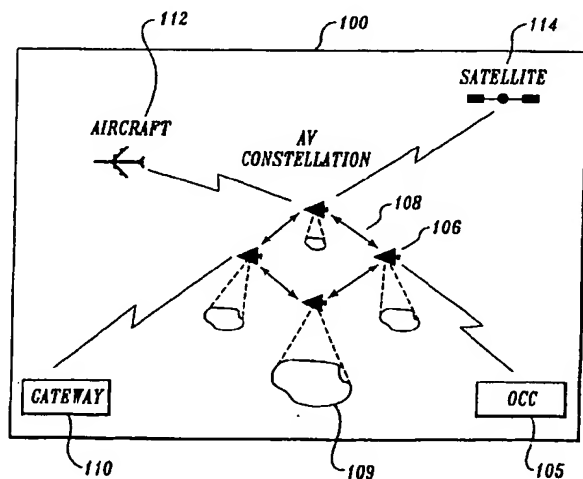 112
100
114
SATELLITE
AIRCRAFT
AV
CONSTELLATION
108
106
GATEWAY
OCC
110
109
105